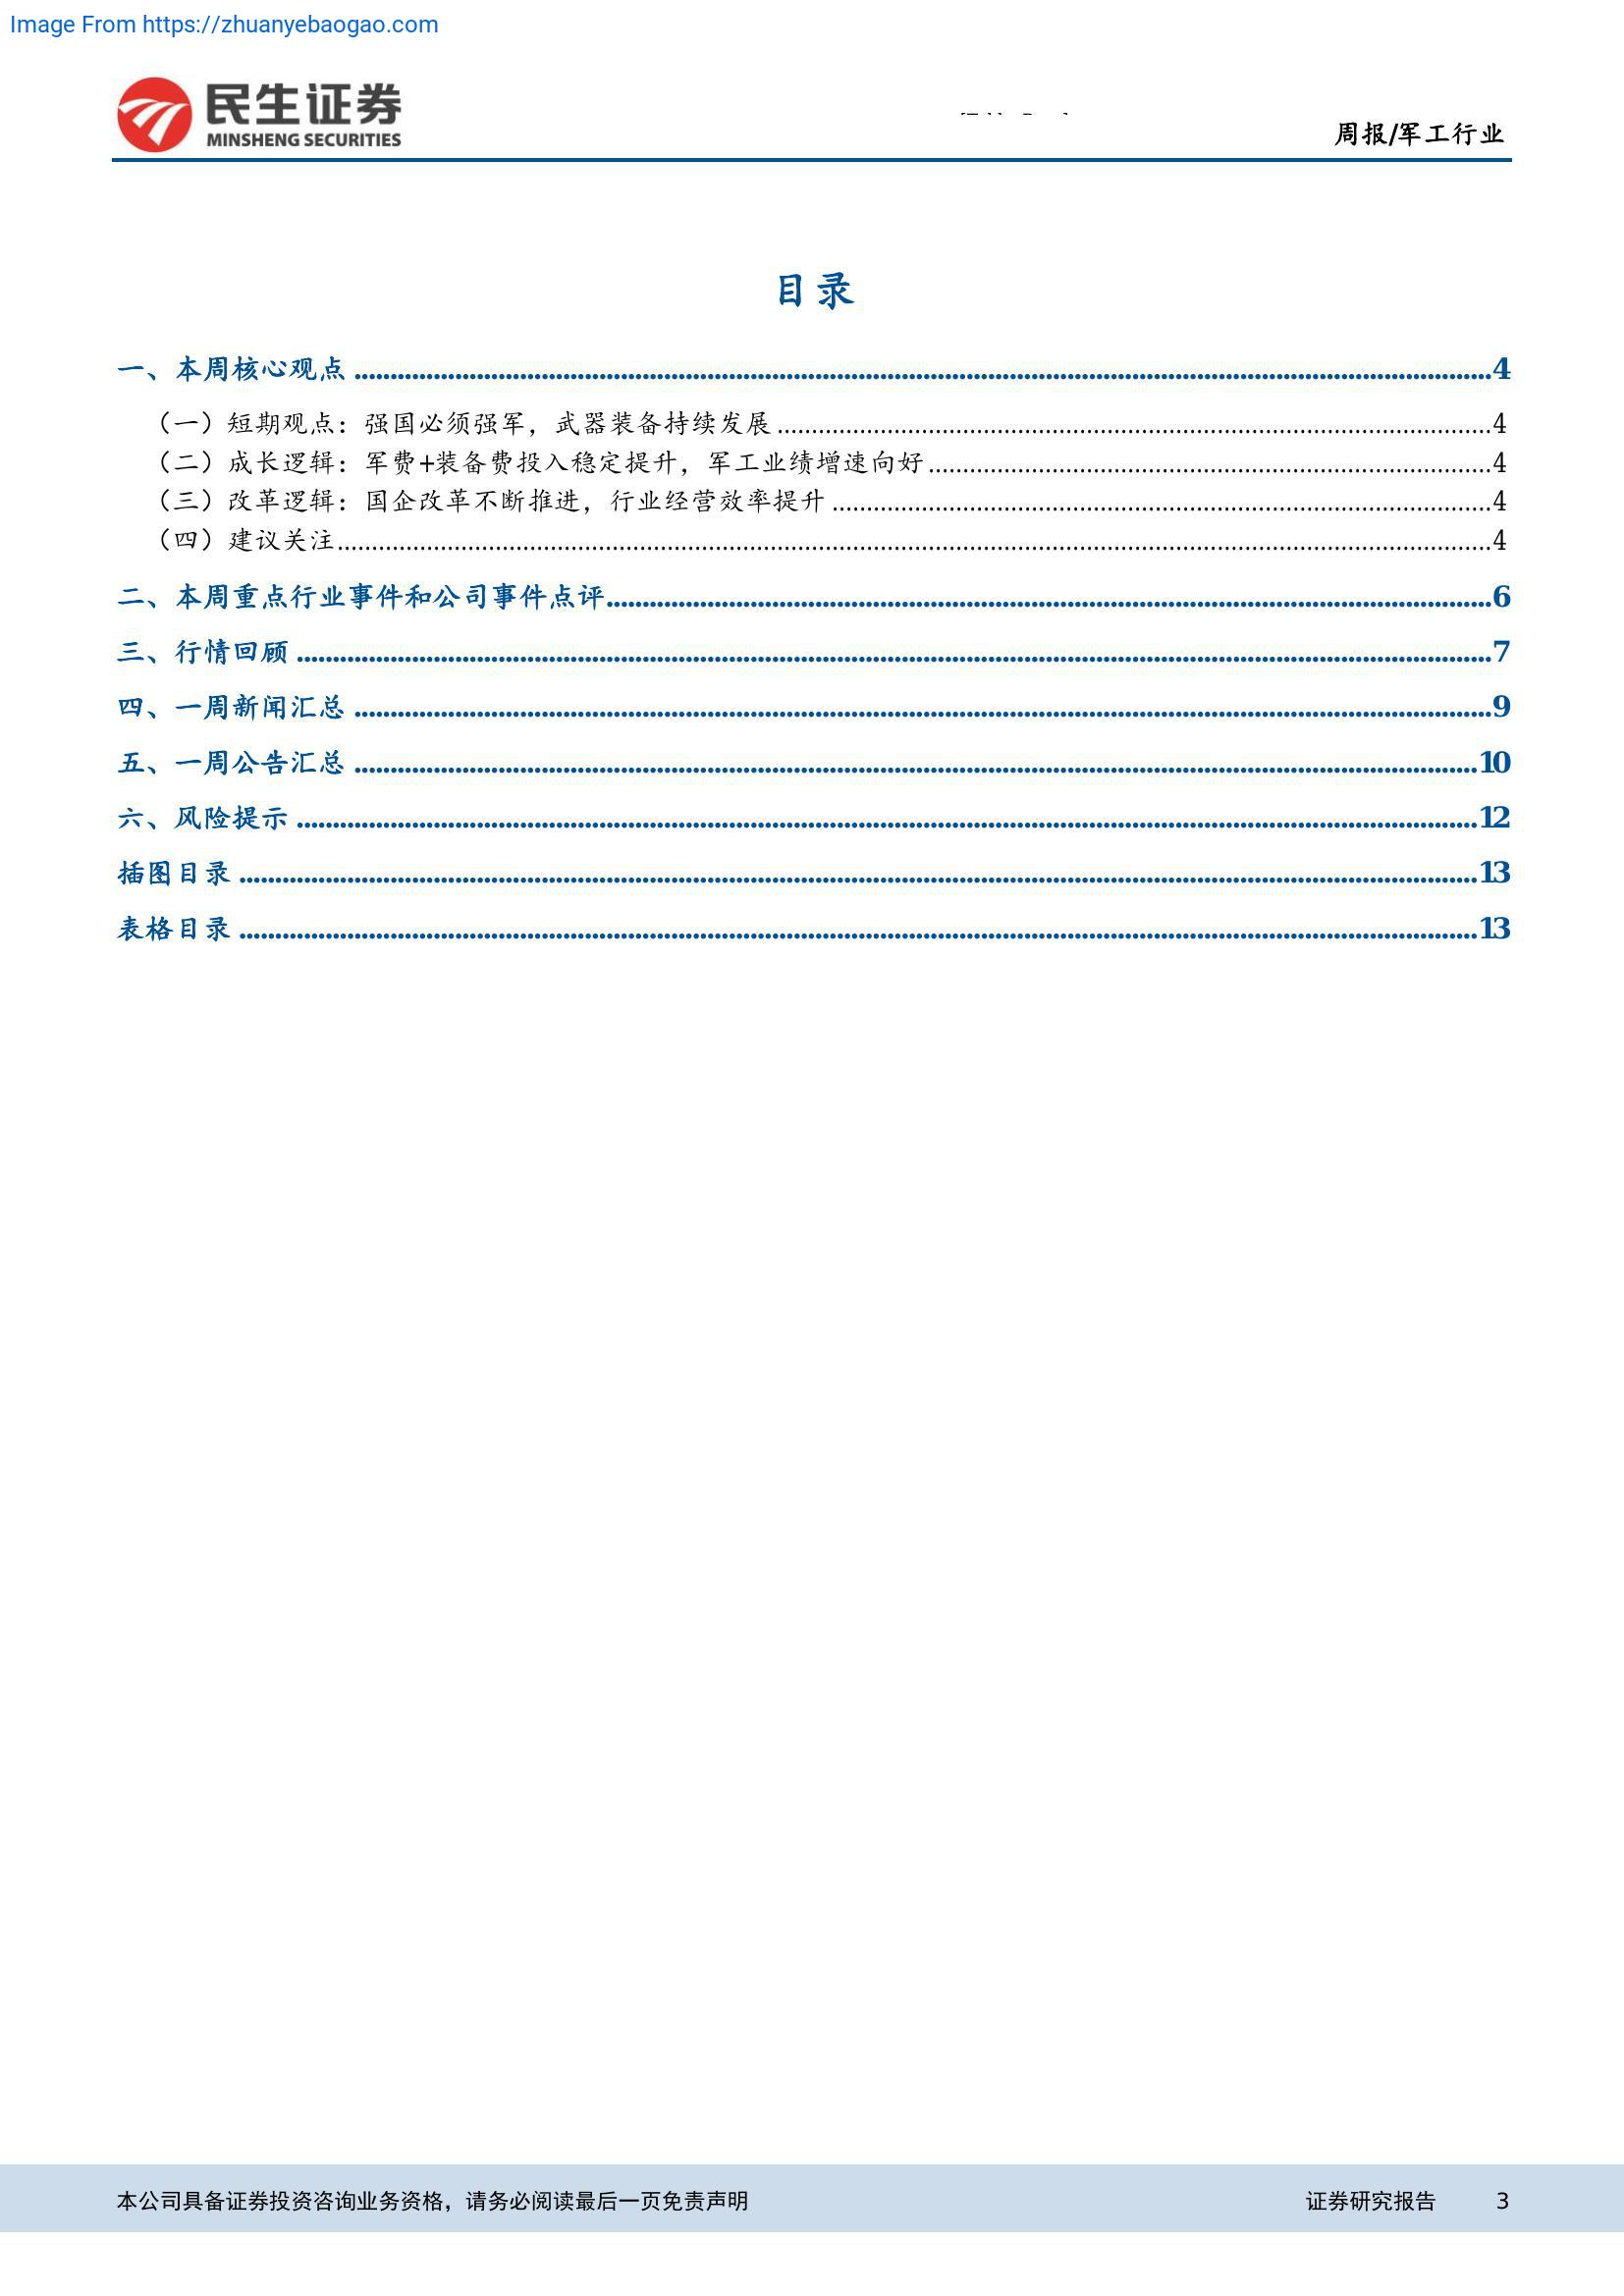 Image From https://zhuanyebaogao.com
民生证券
MINSHENG SECURITIES
周报/军工行业
目录
一、本周核心观点 ........ 4
（一）短期观点：强国必须强军，武器装备持续发展 ........ 4
（二）成长逻辑：军费+装备费投入稳定提升，军工业绩增速向好 ........ 4
（三）改革逻辑：国企改革不断推进，行业经营效率提升 ........ 4
（四）建议关注 ........ 4
二、本周重点行业事件和公司事件点评 ........ 6
三、行情回顾 ........ 7
四、一周新闻汇总 ........ 9
五、一周公告汇总 ........ 10
六、风险提示 ........ 12
插图目录 ........ 13
表格目录 ........ 13
本公司具备证券投资咨询业务资格，请务必阅读最后一页免责声明
证券研究报告 3